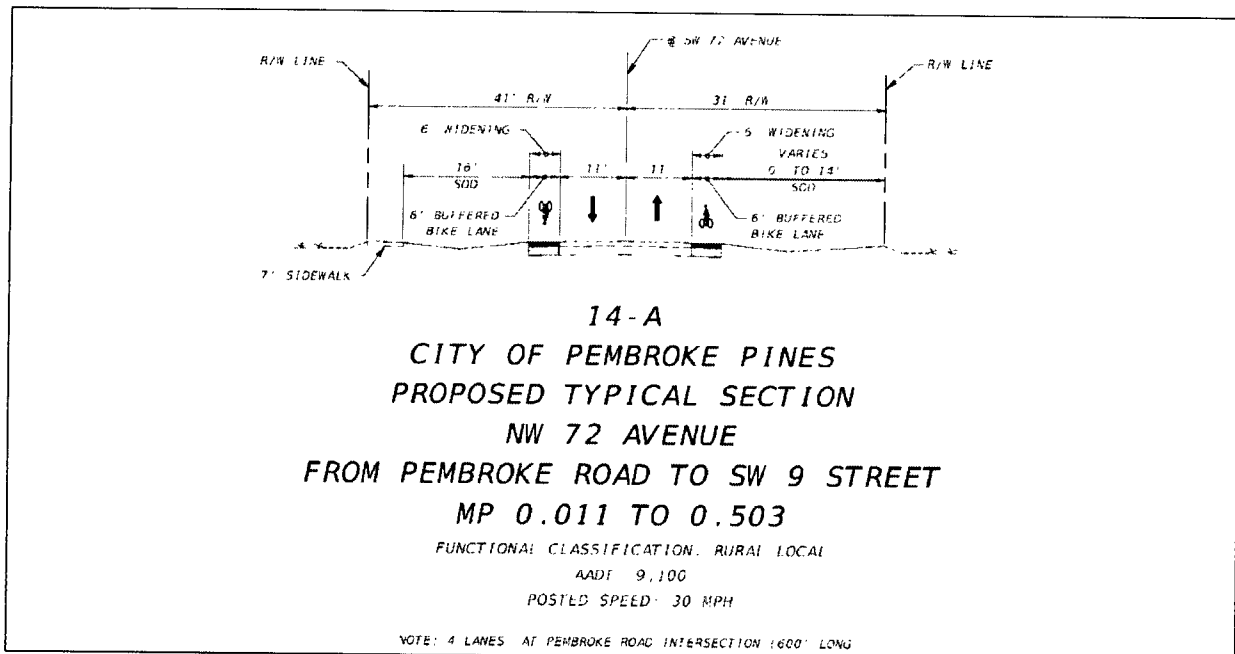 ℄ SW 72 AVENUE
R/W LINE
R/W LINE
41' R/W
31' R/W
6' WIDENING
WIDENING
VARIES
16'
11'
11'
0' TO 14'
SOD
SOD
6' BUFFERED
BIKE LANE
6' BUFFERED
BIKE LANE
7' SIDEWALK
14-A
CITY OF PEMBROKE PINES
PROPOSED TYPICAL SECTION
NW 72 AVENUE
FROM PEMBROKE ROAD TO SW 9 STREET
MP 0.011 TO 0.503
FUNCTIONAL CLASSIFICATION: RURAL LOCAL
AADT 9,100
POSTED SPEED: 30 MPH
NOTE: 4 LANES AT PEMBROKE ROAD INTERSECTION (600' LONG